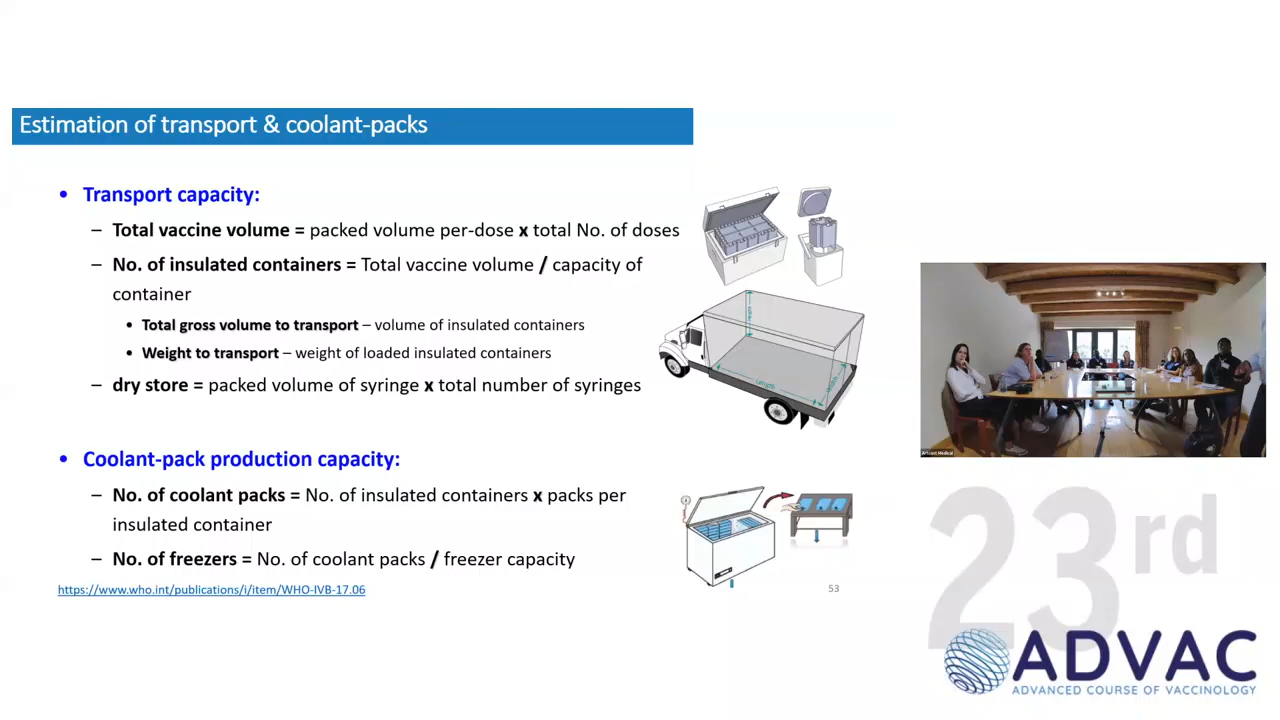 Estimation of transport & coolant-packs
• Transport capacity:
– Total vaccine volume = packed volume per-dose x total No. of doses
– No. of insulated containers = Total vaccine volume / capacity of
container
• Total gross volume to transport – volume of insulated containers
• Weight to transport – weight of loaded insulated containers
– dry store = packed volume of syringe x total number of syringes
• Coolant-pack production capacity:
– No. of coolant packs = No. of insulated containers x packs per
insulated container
– No. of freezers = No. of coolant packs / freezer capacity
https://www.who.int/publications/i/item/WHO-IVB-17.06
53
Height
Length
Width
Artcast Medical
23rd
ADVAC
ADVANCED COURSE OF VACCINOLOGY